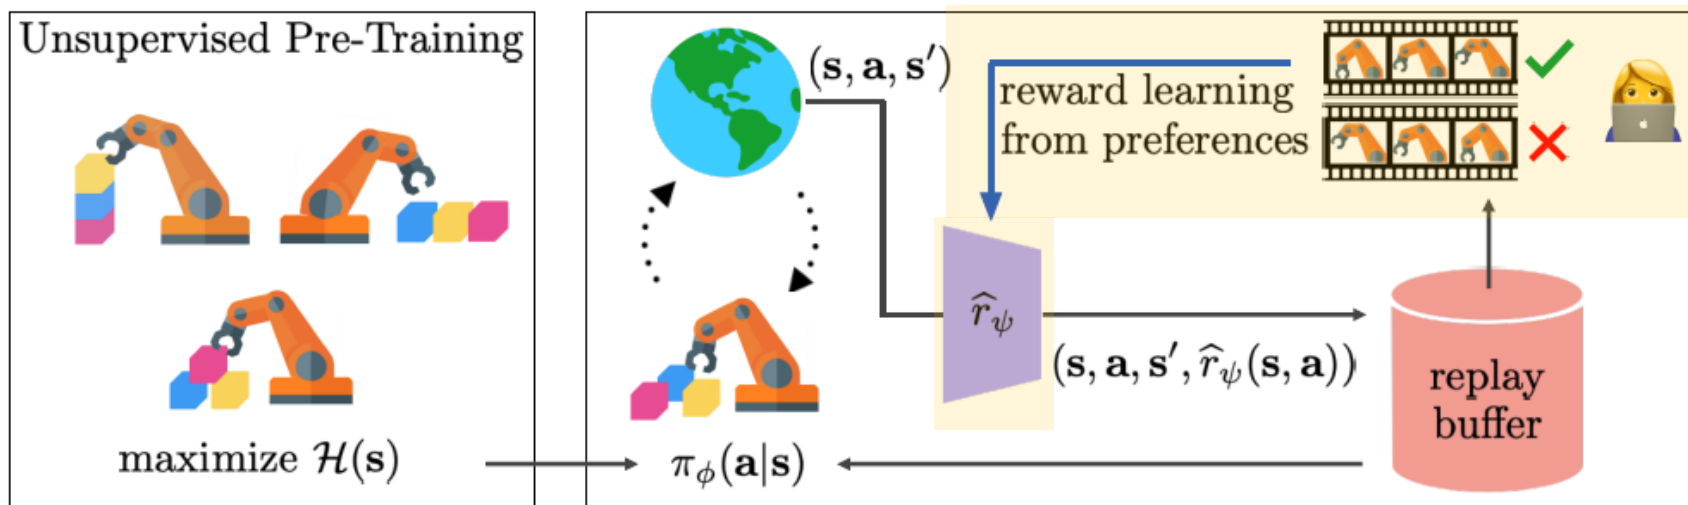 Unsupervised Pre-Training
maximize 𝓗(𝐬)
(𝐬, 𝐚, 𝐬′)
reward learning
from preferences
r̂ψ
(𝐬, 𝐚, 𝐬′, r̂ψ(𝐬, 𝐚))
replay
buffer
πϕ(𝐚|𝐬)